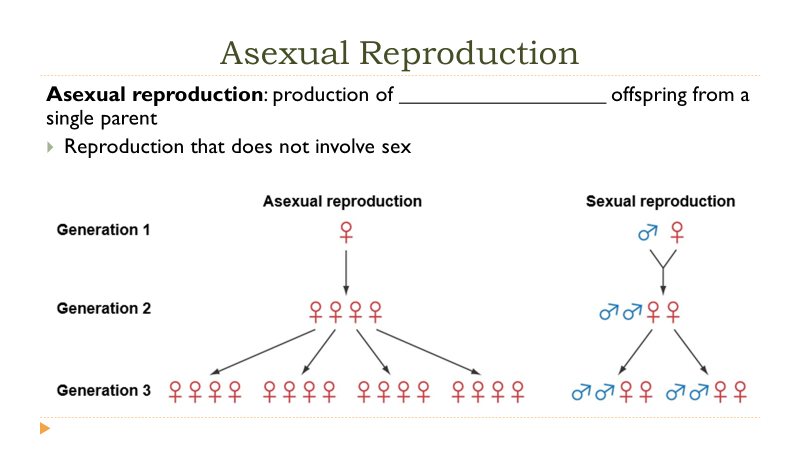 Asexual Reproduction
Asexual reproduction: production of ___________________ offspring from a
single parent
Reproduction that does not involve sex
Asexual reproduction
Sexual reproduction
Generation 1
♀
♂ ♀
Generation 2
♀♀♀♀
♂♂♀♀
Generation 3
♀♀♀♀ ♀♀♀♀ ♀♀♀♀ ♀♀♀♀
♂♂♀♀ ♂♂♀♀